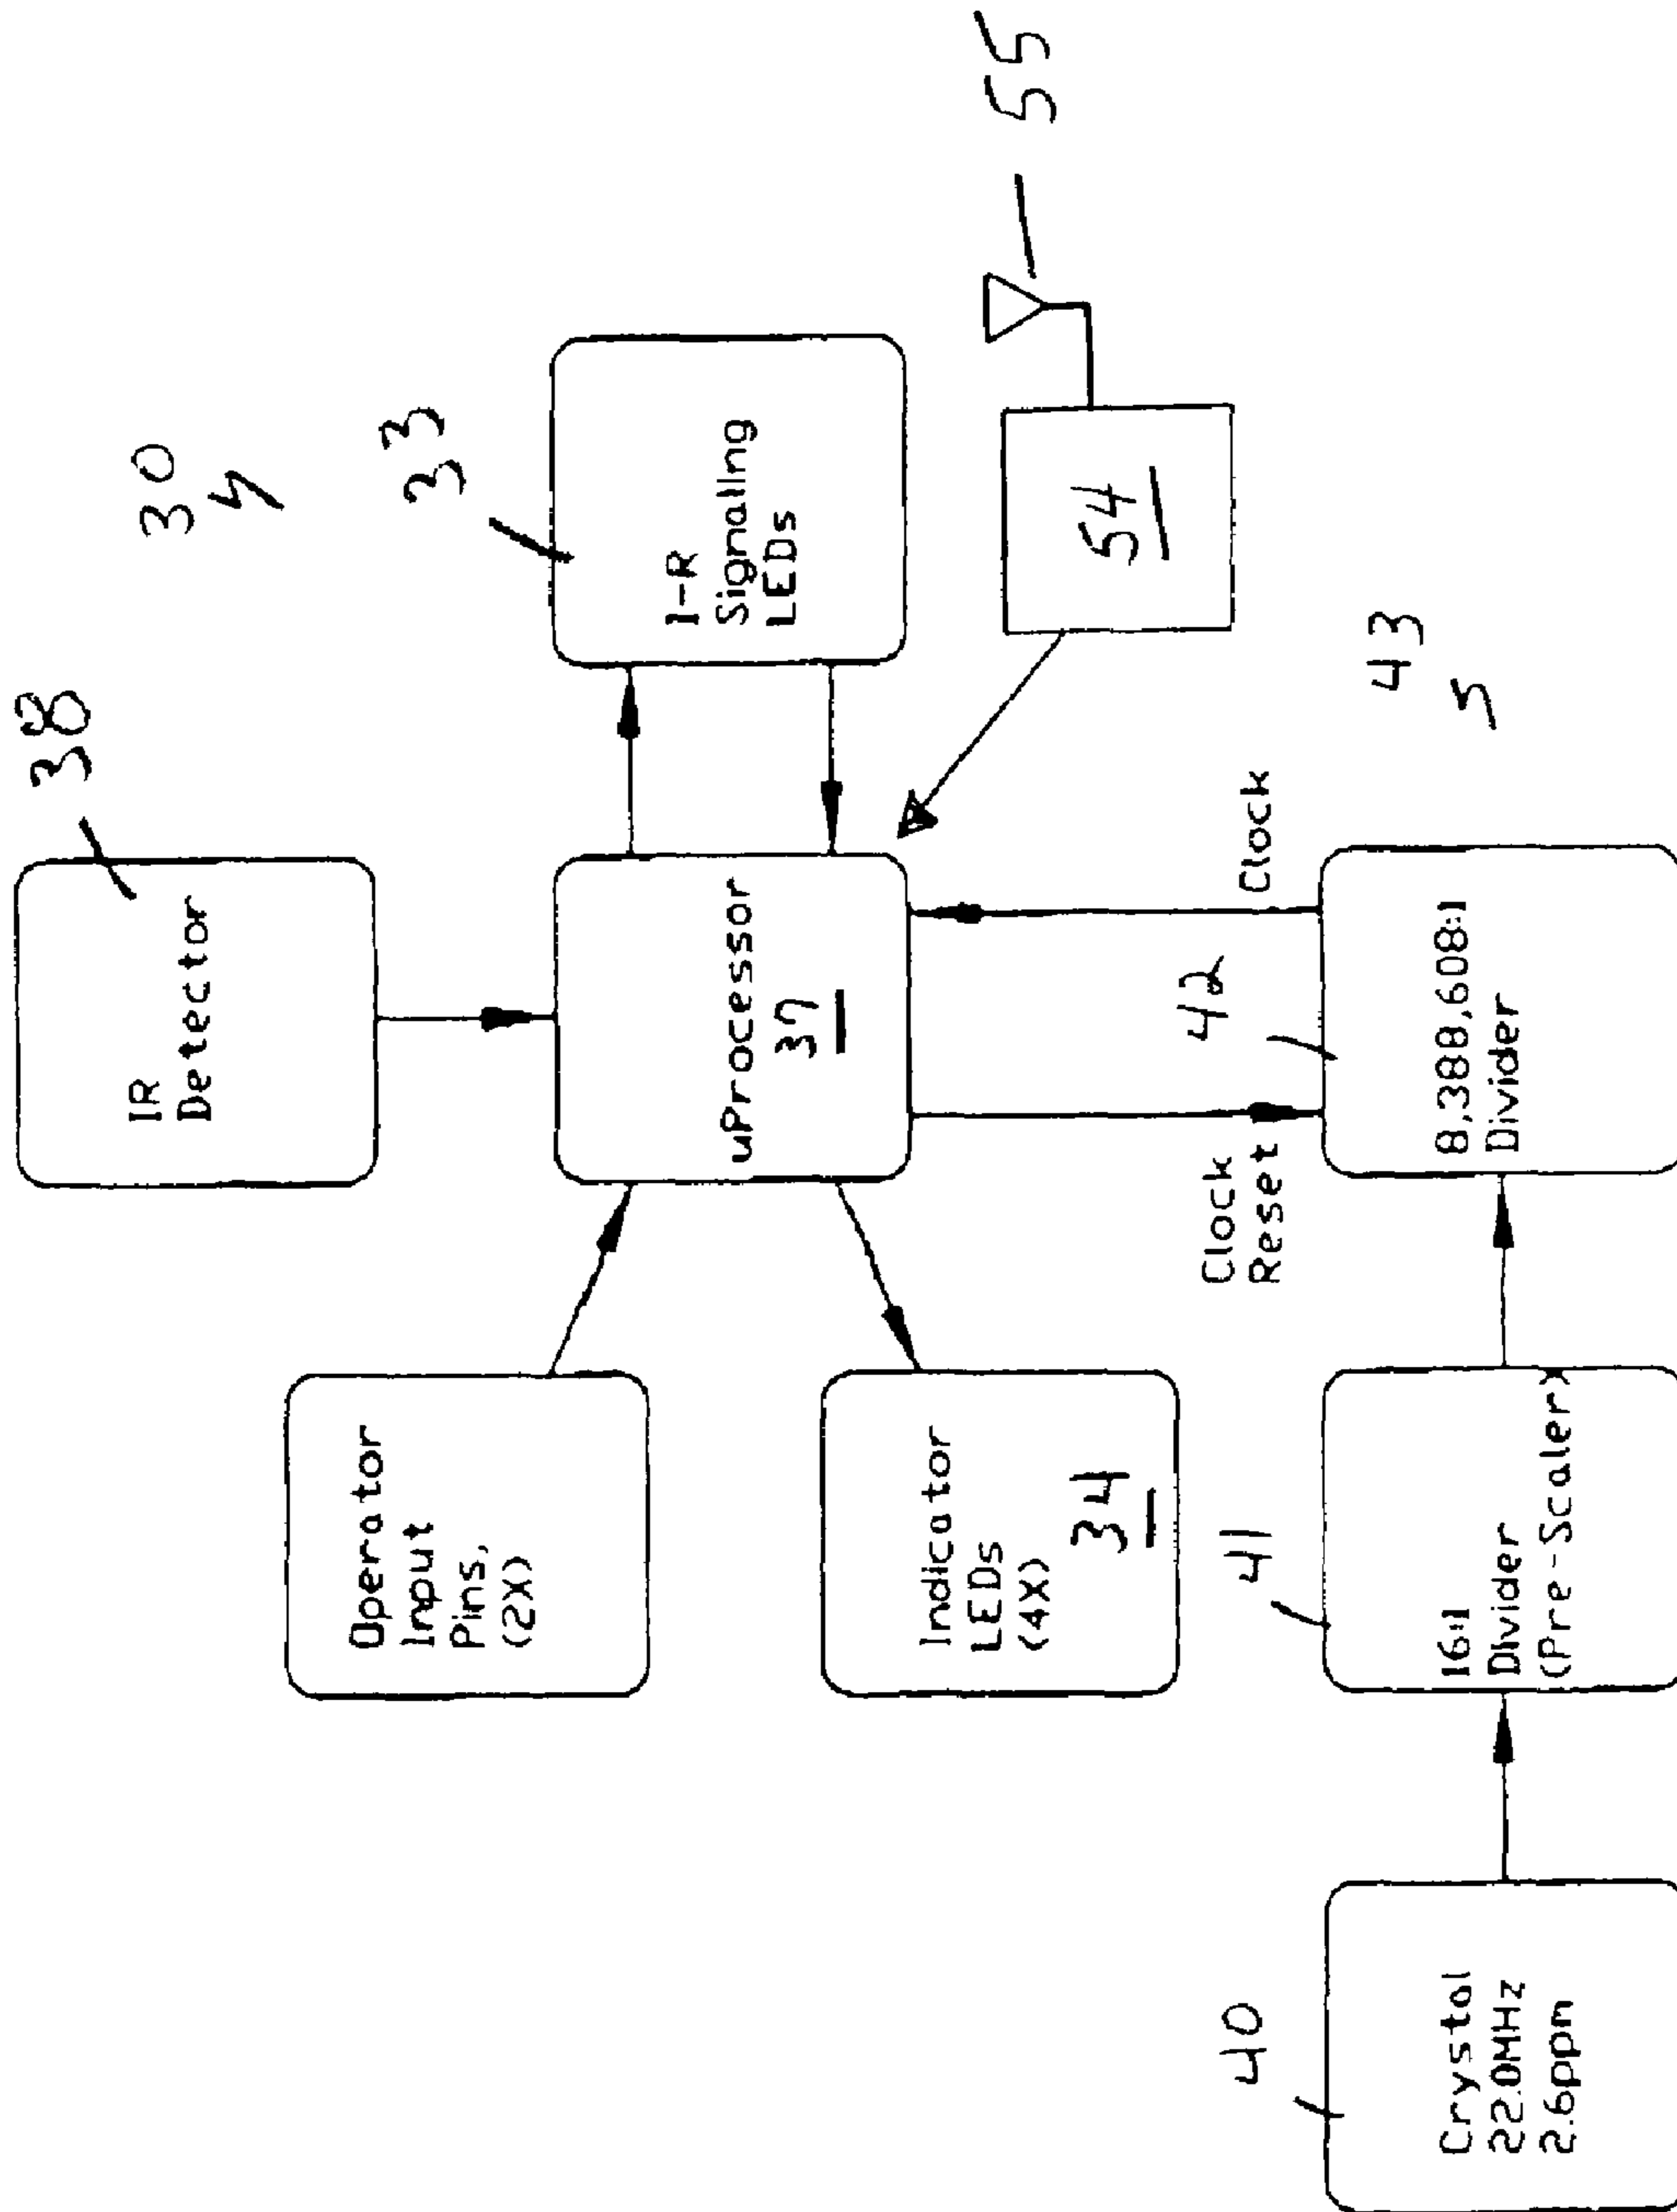 38
30
33
55
IR
Detector
Operator
Input
Pins,
(2X)
uProcessor
37
I-R
Signaling
LEDs
Indicator
LEDs
(4X)
34
54
Clock
Reset
Clock
42
43
40
41
Crystal
22.0MHz
2.6ppm
16:1
Divider
(Pre-Scaler)
8,388,608:1
Divider